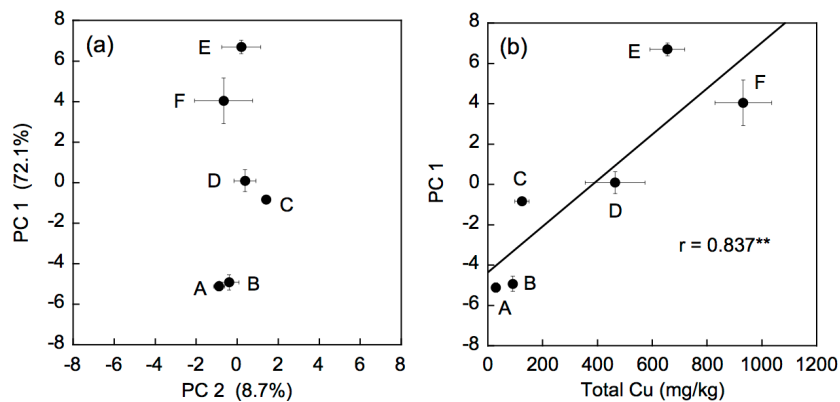 (a)
PC 1 (72.1%)
8
6
4
2
0
-2
-4
-6
-8
E
F
D
C
A
B
-8
-6
-4
-2
0
2
4
6
8
PC 2 (8.7%)
(b)
PC 1
8
6
4
2
0
-2
-4
-6
-8
E
F
C
D
r = 0.837**
B
A
0
200
400
600
800
1000
1200
Total Cu (mg/kg)